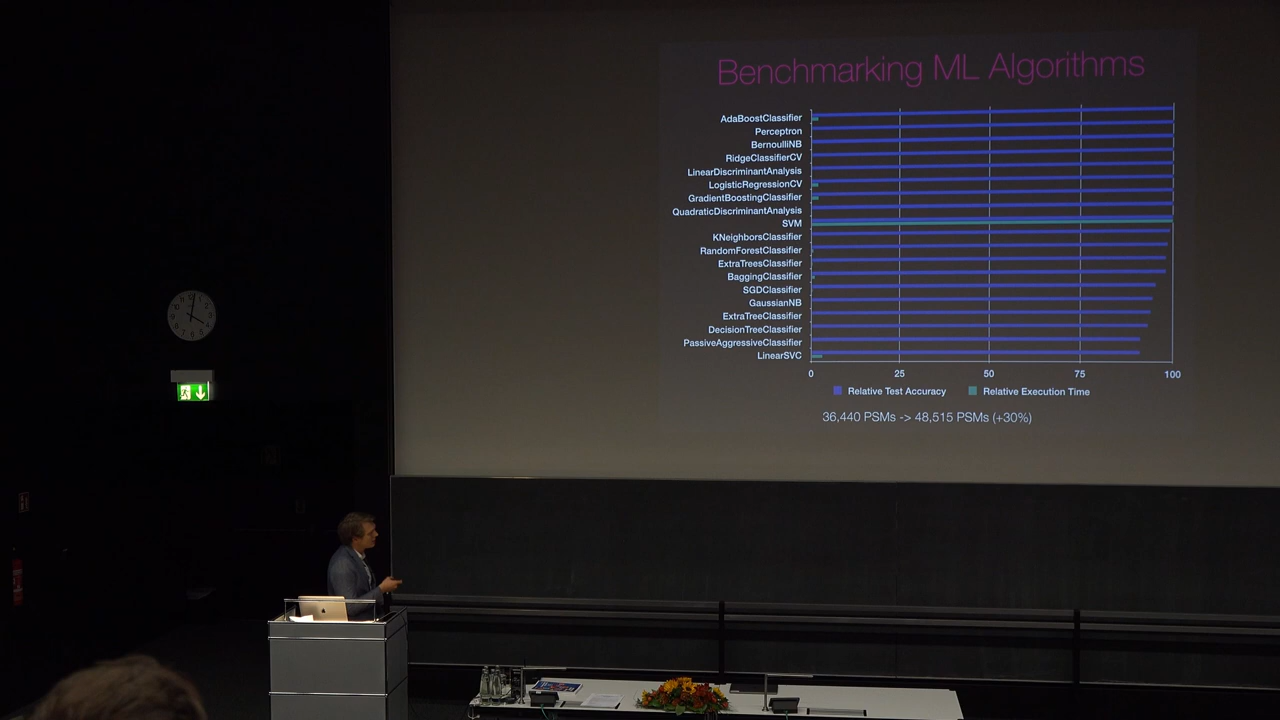 Benchmarking ML Algorithms
AdaBoostClassifier
Perceptron
BernoulliNB
RidgeClassifierCV
LinearDiscriminantAnalysis
LogisticRegressionCV
GradientBoostingClassifier
QuadraticDiscriminantAnalysis
SVM
KNeighborsClassifier
RandomForestClassifier
ExtraTreesClassifier
BaggingClassifier
SGDClassifier
GaussianNB
ExtraTreeClassifier
DecisionTreeClassifier
PassiveAggressiveClassifier
LinearSVC
0 25 50 75 100
Relative Test Accuracy Relative Execution Time
36,440 PSMs -> 48,515 PSMs (+30%)